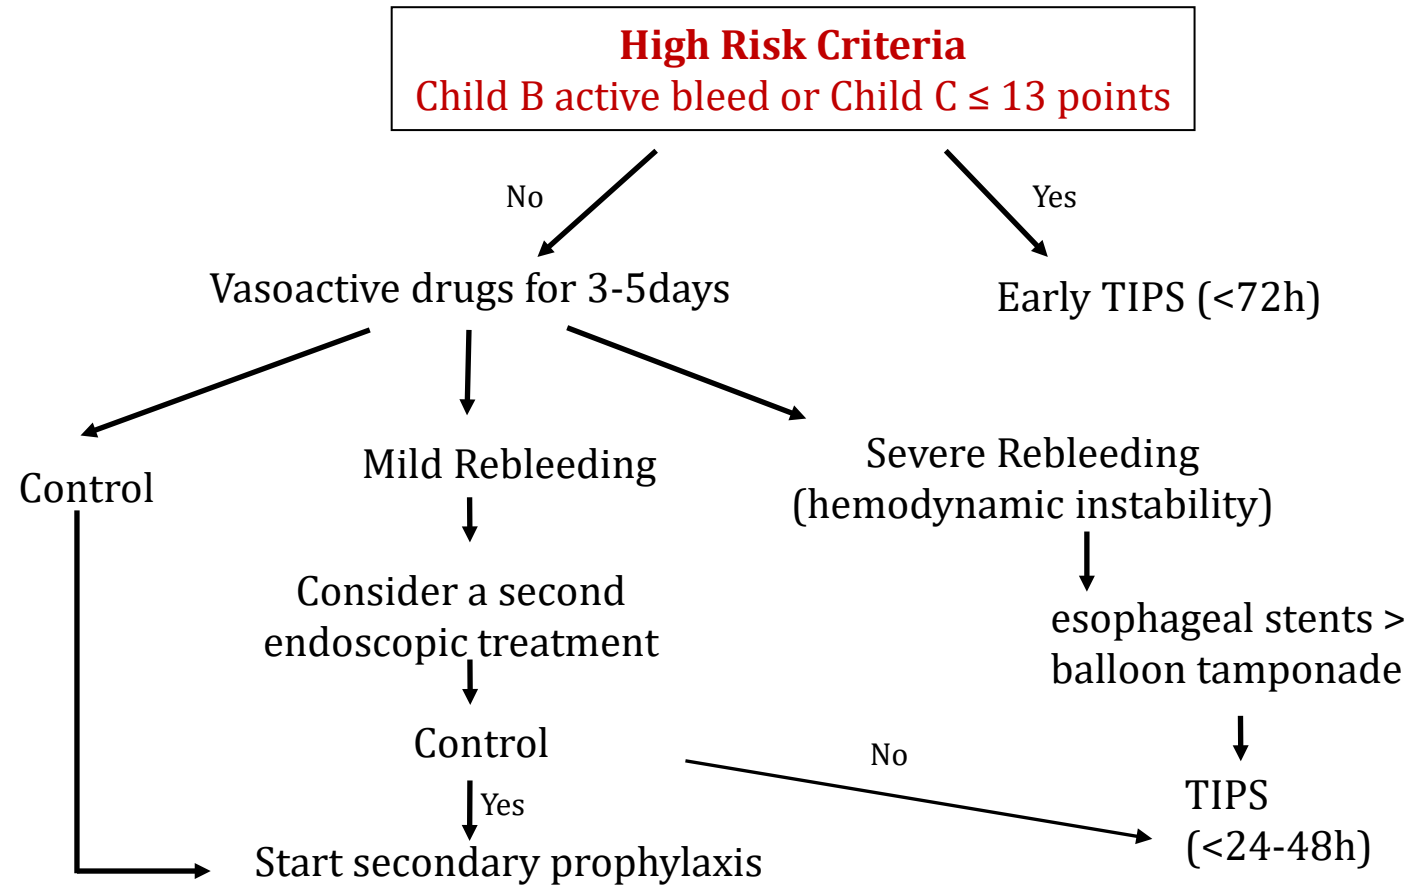 High Risk Criteria
Child B active bleed or Child C ≤ 13 points
No
Yes
Vasoactive drugs for 3-5days
Early TIPS (<72h)
Control
Mild Rebleeding
Severe Rebleeding
(hemodynamic instability)
Consider a second
endoscopic treatment
esophageal stents >
balloon tamponade
Control
No
Yes
TIPS
(<24-48h)
Start secondary prophylaxis